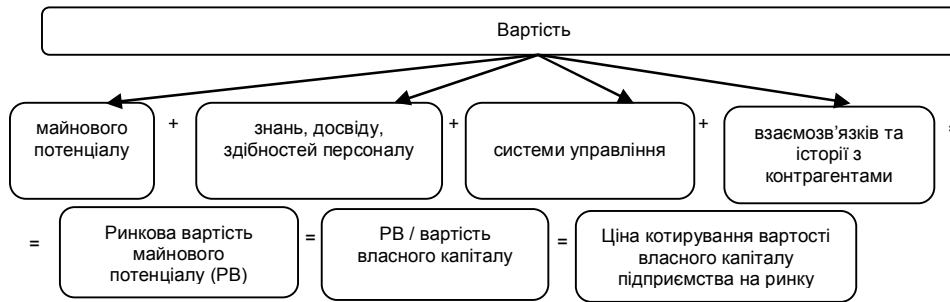 Вартість
майнового
потенціалу
+
знань, досвіду,
здібностей персоналу
+
системи управління
+
взаємозв’язків та
історії з
контрагентами
=
=
Ринкова вартість
майнового
потенціалу (РВ)
=
РВ / вартість
власного капіталу
=
Ціна котирування вартості
власного капіталу
підприємства на ринку